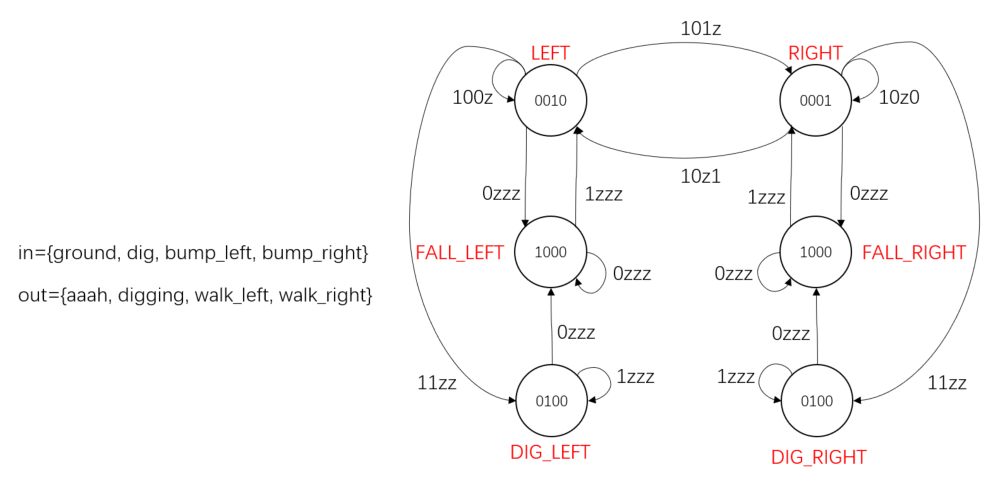 101z
LEFT
RIGHT
100z
0010
0001
10z0
10z1
0zzz
1zzz
1zzz
0zzz
in={ground, dig, bump_left, bump_right}
FALL_LEFT
1000
1000
FALL_RIGHT
0zzz
0zzz
out={aaah, digging, walk_left, walk_right}
0zzz
0zzz
11zz
1zzz
1zzz
11zz
0100
0100
DIG_LEFT
DIG_RIGHT